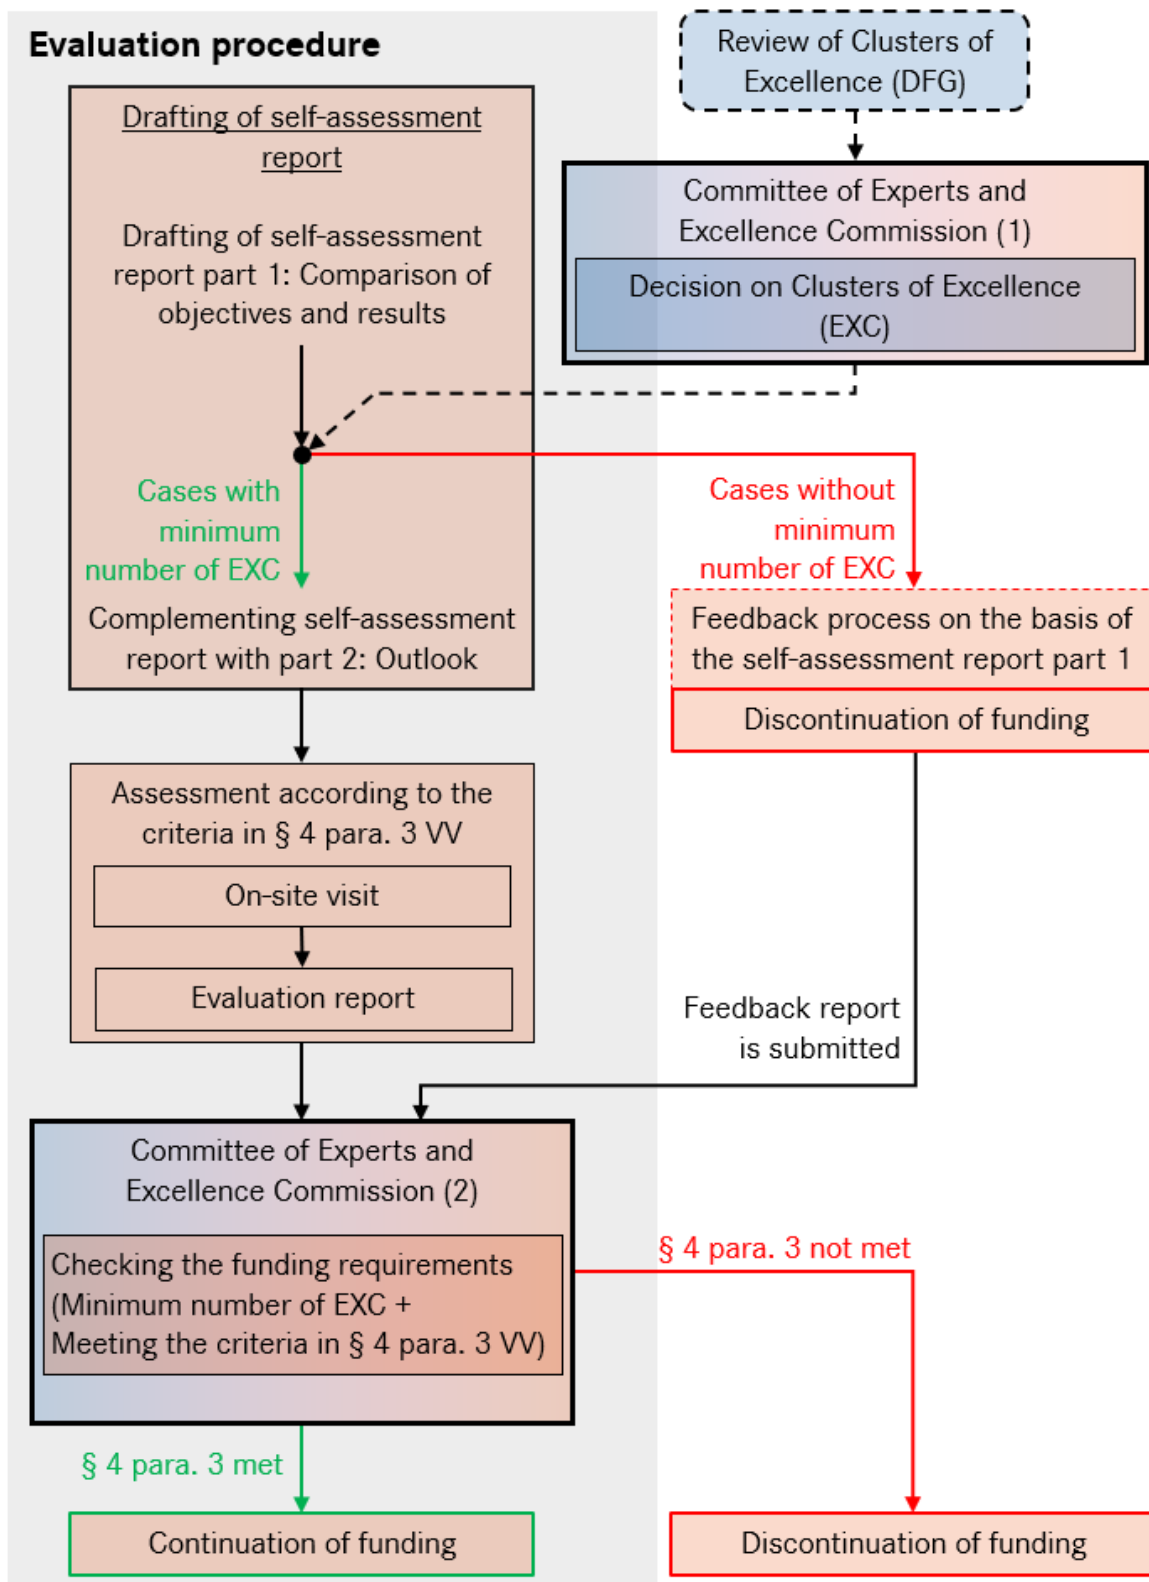 Evaluation procedure
Review of Clusters of
Excellence (DFG)
Drafting of self-assessment
report
Committee of Experts and
Excellence Commission (1)
Decision on Clusters of Excellence
(EXC)
Drafting of self-assessment
report part 1: Comparison of
objectives and results
Cases with
minimum
number of EXC
Cases without
minimum
number of EXC
Complementing self-assessment
report with part 2: Outlook
Feedback process on the basis of
the self-assessment report part 1
Discontinuation of funding
Assessment according to the
criteria in § 4 para. 3 VV
On-site visit
Evaluation report
Feedback report
is submitted
Committee of Experts and
Excellence Commission (2)
Checking the funding requirements
(Minimum number of EXC +
Meeting the criteria in § 4 para. 3 VV)
§ 4 para. 3 not met
§ 4 para. 3 met
Continuation of funding
Discontinuation of funding